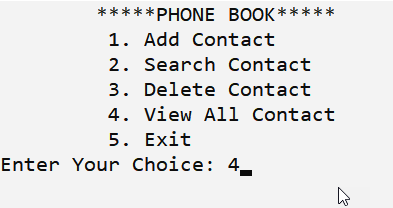 *****PHONE BOOK*****
1. Add Contact
2. Search Contact
3. Delete Contact
4. View All Contact
5. Exit
Enter Your Choice: 4